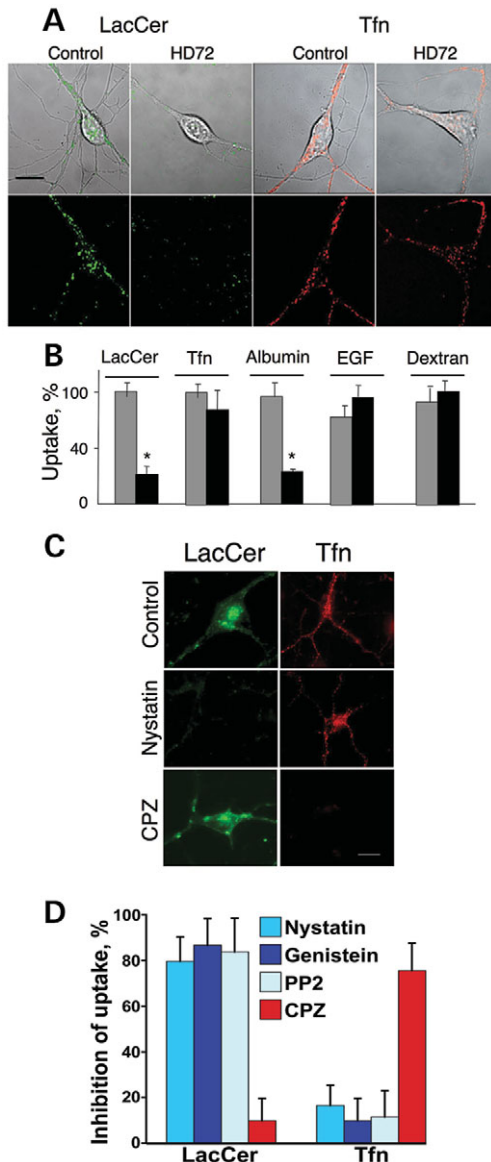 A
LacCer Tfn
Control HD72 Control HD72
B
LacCer Tfn Albumin EGF Dextran
Uptake, %
100
40
0
* *
C
LacCer Tfn
Control
Nystatin
CPZ
D
Inhibition of uptake, %
100
80
60
40
20
0
Nystatin
Genistein
PP2
CPZ
LacCer Tfn